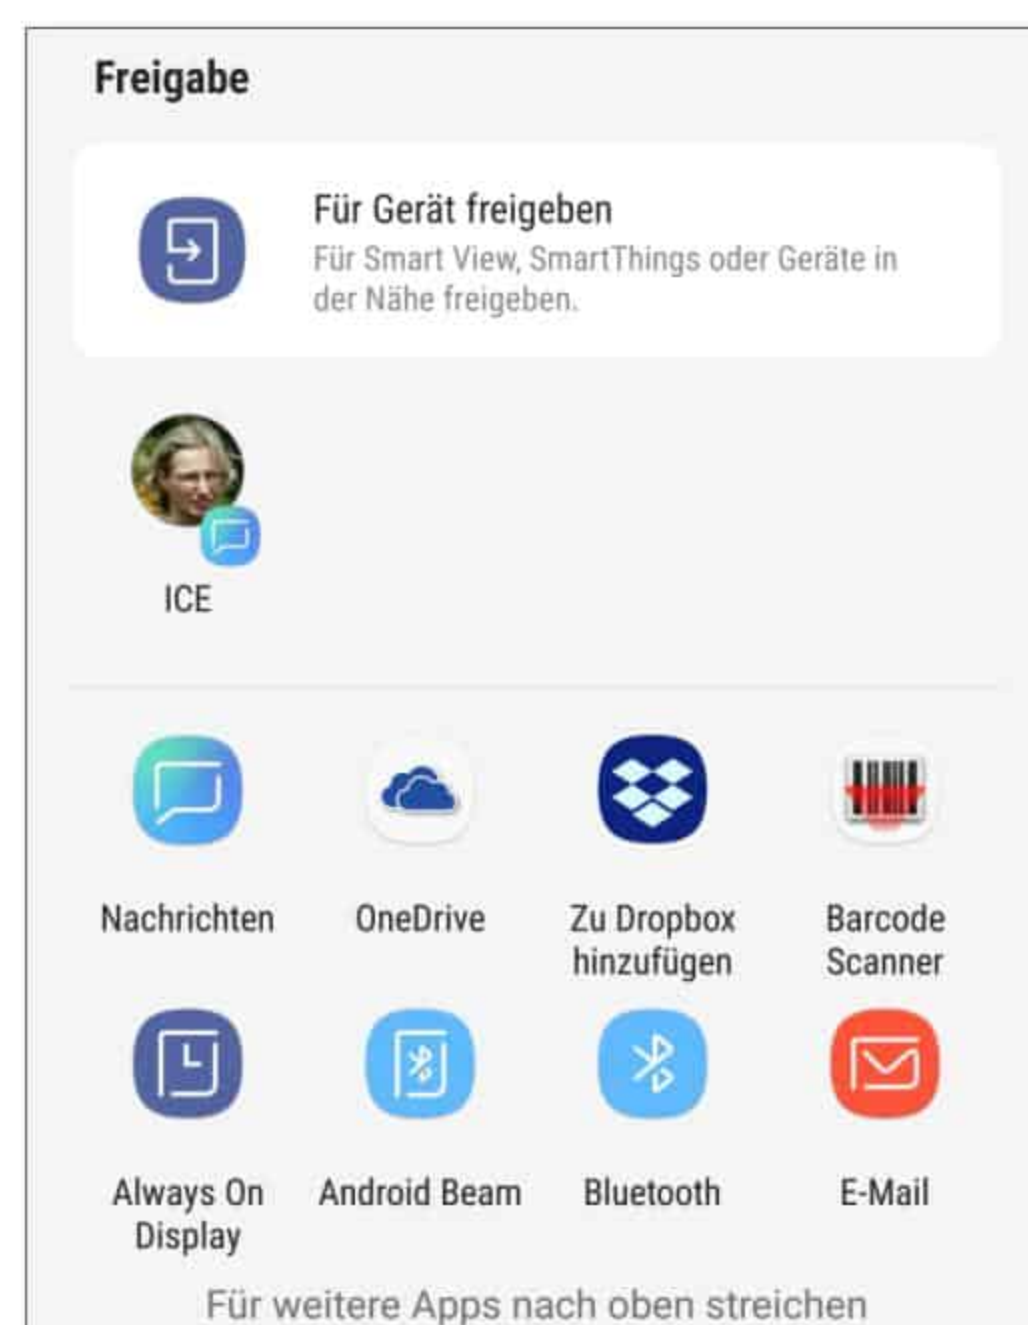 Freigabe
Für Gerät freigeben
Für Smart View, SmartThings oder Geräte in
der Nähe freigeben.
ICE
Nachrichten
OneDrive
Zu Dropbox
hinzufügen
Barcode
Scanner
Always On
Display
Android Beam
Bluetooth
E-Mail
Für weitere Apps nach oben streichen